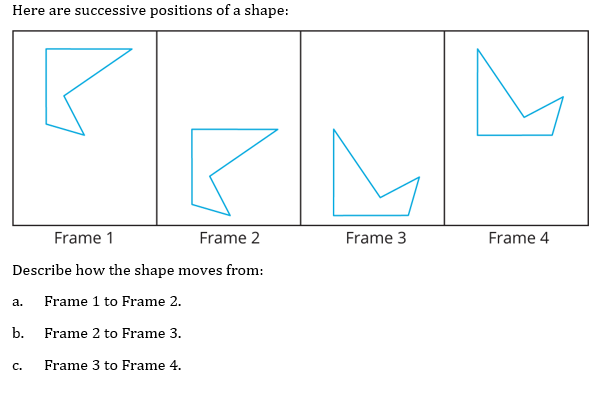 Here are successive positions of a shape:
Frame 1 Frame 2 Frame 3 Frame 4
Describe how the shape moves from:
a. Frame 1 to Frame 2.
b. Frame 2 to Frame 3.
c. Frame 3 to Frame 4.